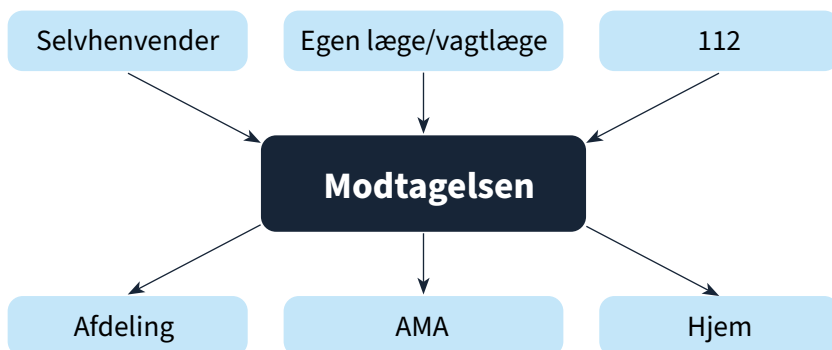 Selvhenvender
Egen læge/vagtlæge
112
Modtagelsen
Afdeling
AMA
Hjem